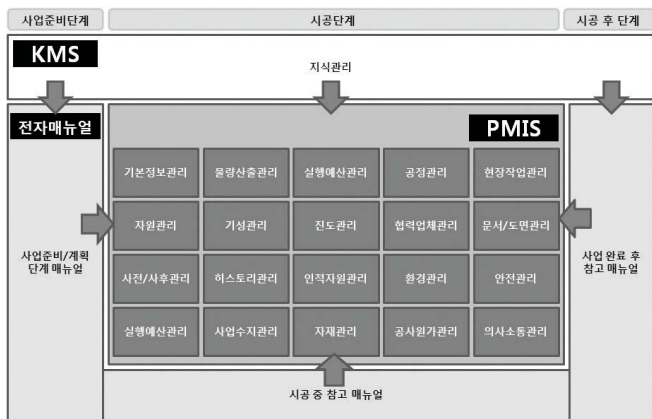 사업준비단계
시공단계
시공 후 단계
KMS
지식관리
전자매뉴얼
PMIS
기본정보관리
물량산출관리
실행예산관리
공정관리
현장작업관리
자원관리
기성관리
진도관리
협력업체관리
문서/도면관리
사전/사후관리
히스토리관리
인적자원관리
환경관리
안전관리
실행예산관리
사업수지관리
자재관리
공사원가관리
의사소통관리
사업준비/계획
단계 매뉴얼
사업 완료 후
참고 매뉴얼
시공 중 참고 매뉴얼